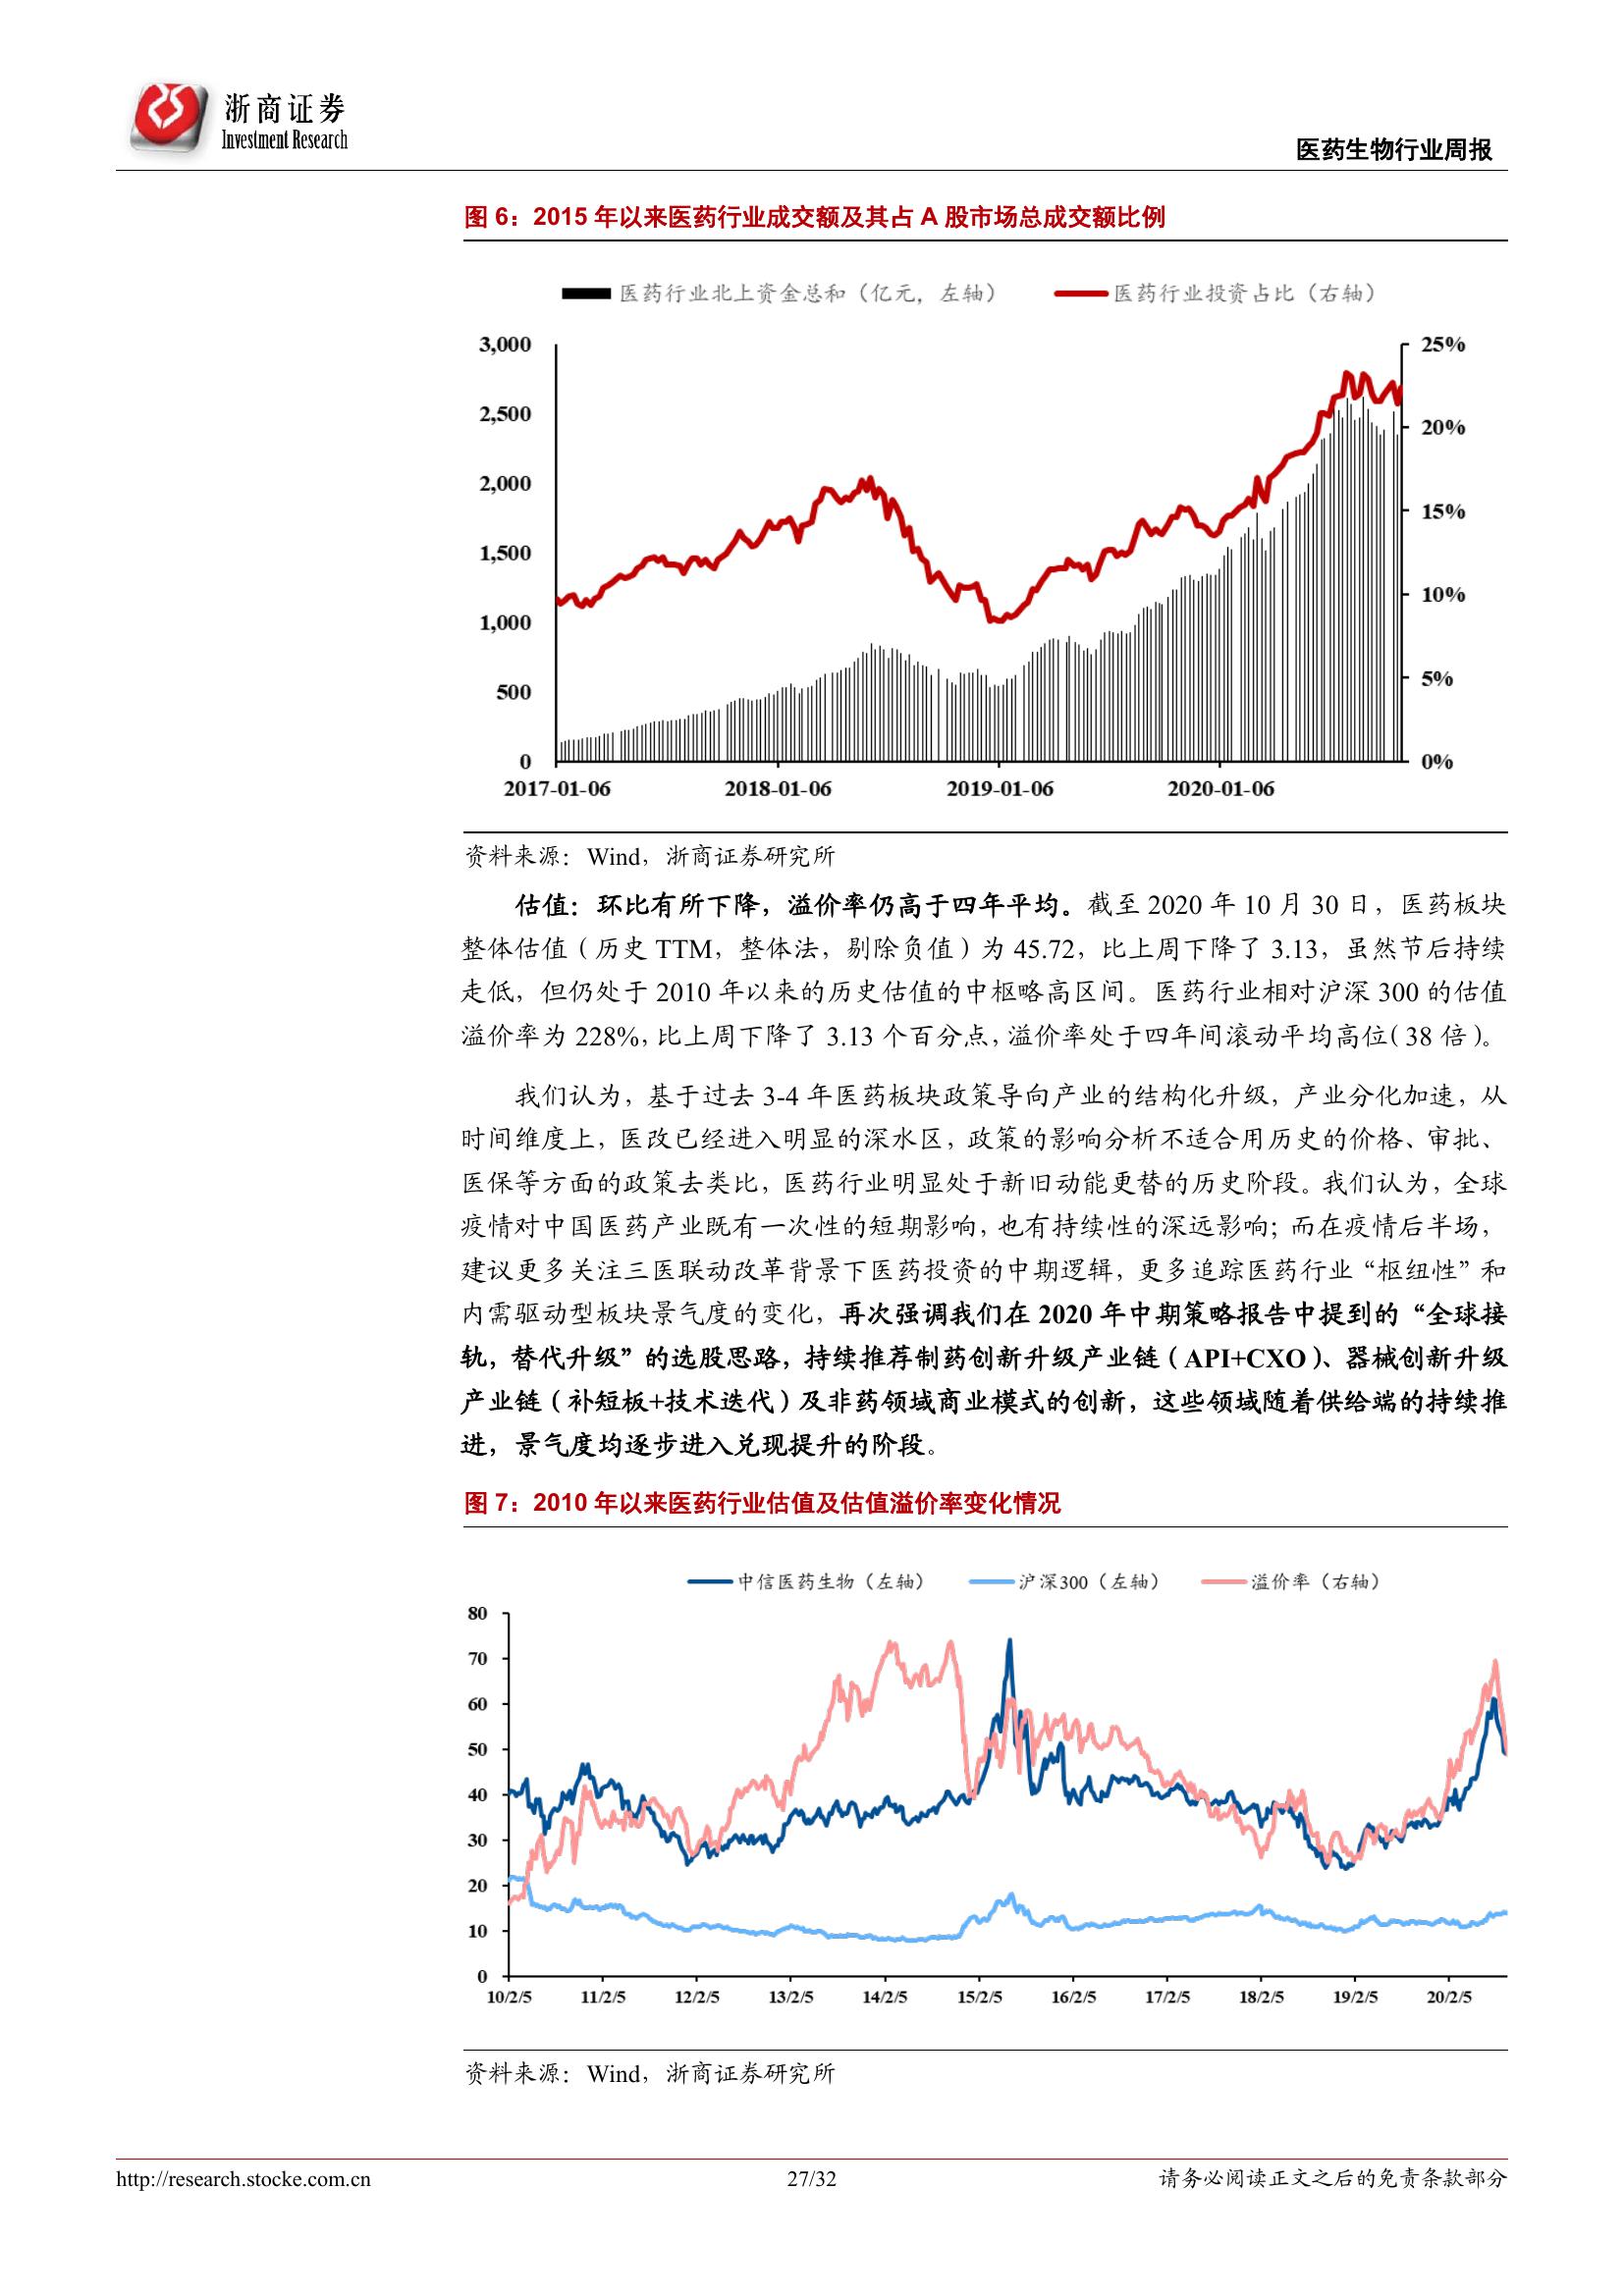 浙商证券
Investment Research
医药生物行业周报
图 6：2015 年以来医药行业成交额及其占 A 股市场总成交额比例
医药行业北上资金总和（亿元，左轴） 医药行业投资占比（右轴）
3,000 25%
2,500 20%
2,000 15%
1,500 10%
1,000 5%
500 0%
0
2017-01-06 2018-01-06 2019-01-06 2020-01-06
资料来源：Wind，浙商证券研究所
估值：环比有所下降，溢价率仍高于四年平均。截至 2020 年 10 月 30 日，医药板块
整体估值（历史 TTM，整体法，剔除负值）为 45.72，比上周下降了 3.13，虽然节后持续
走低，但仍处于 2010 年以来的历史估值的中枢略高区间。医药行业相对沪深 300 的估值
溢价率为 228%，比上周下降了 3.13 个百分点，溢价率处于四年间滚动平均高位（38 倍）。
我们认为，基于过去 3-4 年医药板块政策导向产业的结构化升级，产业分化加速，从
时间维度上，医改已经进入明显的深水区，政策的影响分析不适合用历史的价格、审批、
医保等方面的政策去类比，医药行业明显处于新旧动能更替的历史阶段。我们认为，全球
疫情对中国医药产业既有一次性的短期影响，也有持续性的深远影响；而在疫情后半场，
建议更多关注三医联动改革背景下医药投资的中期逻辑，更多追踪医药行业“枢纽性”和
内需驱动型板块景气度的变化，再次强调我们在 2020 年中期策略报告中提到的“全球接
轨，替代升级”的选股思路，持续推荐制药创新升级产业链（API+CXO）、器械创新升级
产业链（补短板+技术迭代）及非药领域商业模式的创新，这些领域随着供给端的持续推
进，景气度均逐步进入兑现提升的阶段。
图 7：2010 年以来医药行业估值及估值溢价率变化情况
中信医药生物（左轴） 沪深300（左轴） 溢价率（右轴）
80
70
60
50
40
30
20
10
0
10/2/5 11/2/5 12/2/5 13/2/5 14/2/5 15/2/5 16/2/5 17/2/5 18/2/5 19/2/5 20/2/5
资料来源：Wind，浙商证券研究所
http://research.stocke.com.cn 27/32 请务必阅读正文之后的免责条款部分